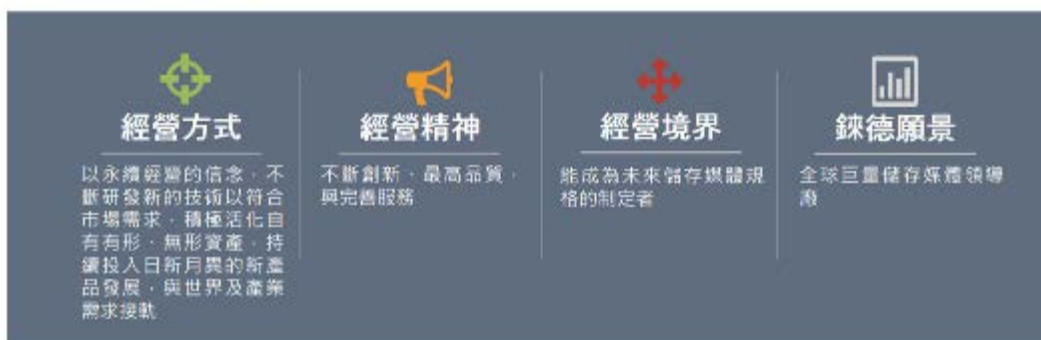 經營方式
以永續經營的信念，不
斷研發新的技術以符合
市場需求，積極活化自
有有形、無形資產，持
續投入日新月異的新產
品發展，與世界及產業
需求接軌
經營精神
不斷創新、最高品質，
與完善服務
經營境界
能成為未來儲存媒體規
格的制定者
錸德願景
全球巨量儲存媒體領導
廠